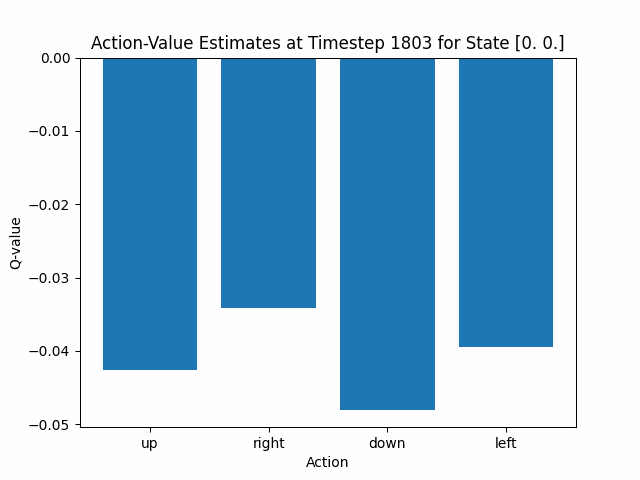 Action-Value Estimates at Timestep 1803 for State [0. 0.]
0.00
−0.01
−0.02
−0.03
−0.04
−0.05
Q-value
up right down left
Action